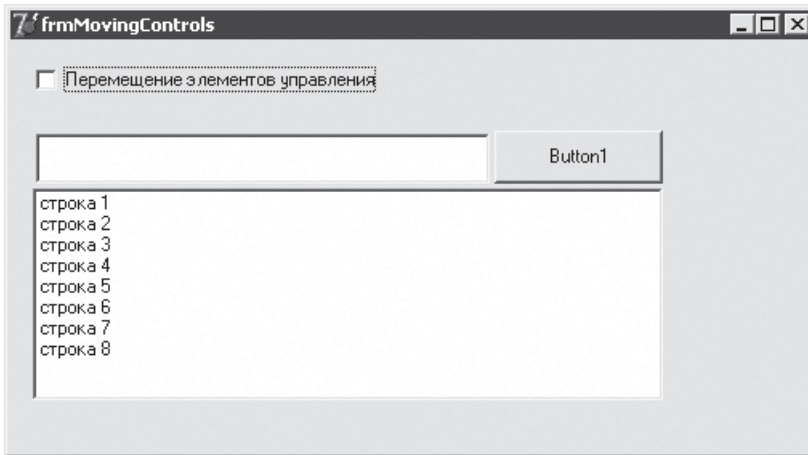 frmMovingControls
Перемещение элементов управления
Button1
строка 1
строка 2
строка 3
строка 4
строка 5
строка 6
строка 7
строка 8